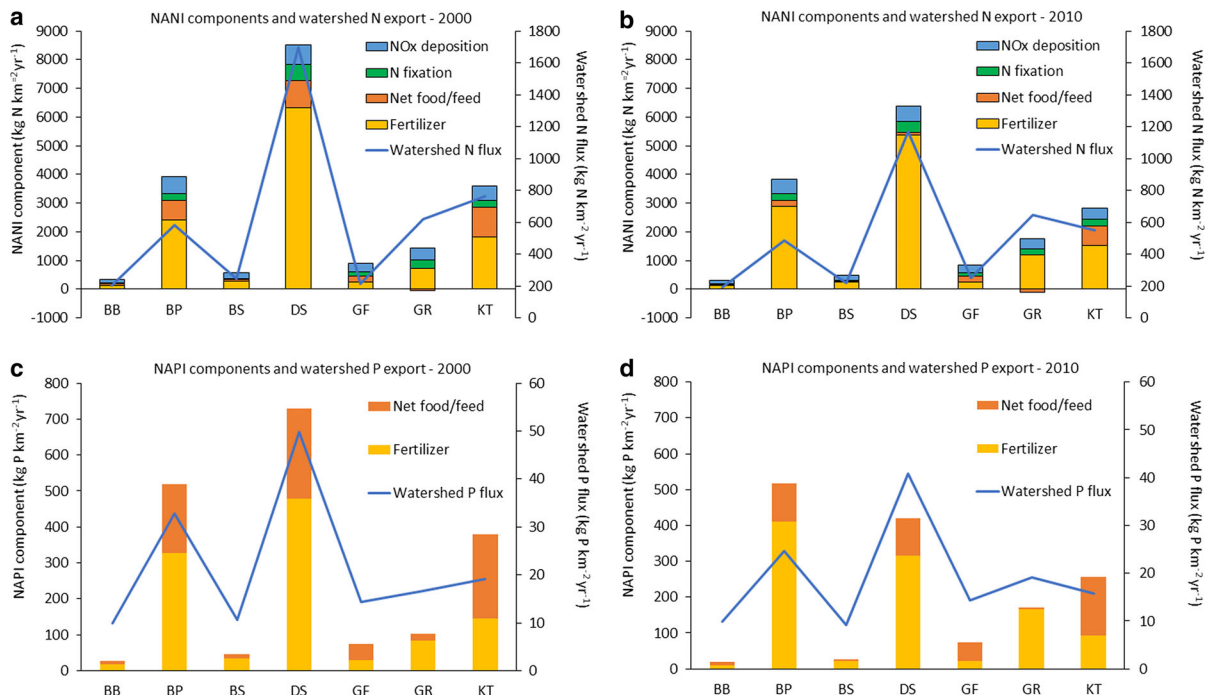 a
NANI components and watershed N export - 2000
NANI component (kg N km⁼²yr⁻¹)
9000
8000
7000
6000
5000
4000
3000
2000
1000
0
-1000
NOx deposition
N fixation
Net food/feed
Fertilizer
Watershed N flux
1800
1600
1400
1200
1000
800
600
400
200
0
Watershed N flux (kg N km⁻² yr⁻¹)
BB BP BS DS GF GR KT
b
NANI components and watershed N export - 2010
NANI component (kg N km⁻²yr⁻¹)
9000
8000
7000
6000
5000
4000
3000
2000
1000
0
-1000
NOx deposition
N fixation
Net food/feed
Fertilizer
Watershed N flux
1800
1600
1400
1200
1000
800
600
400
200
0
Watershed N flux (kg N km⁻² yr⁻¹)
BB BP BS DS GF GR KT
c
NAPI components and watershed P export - 2000
NAPI component (kg P km⁻²yr⁻¹)
800
700
600
500
400
300
200
100
0
Net food/feed
Fertilizer
Watershed P flux
60
50
40
30
20
10
0
Watershed P flux (kg P km⁻² yr⁻¹)
BB BP BS DS GF GR KT
d
NAPI components and watershed P export - 2010
NAPI component (kg P km⁻²yr⁻¹)
800
700
600
500
400
300
200
100
0
Net food/feed
Fertilizer
Watershed P flux
60
50
40
30
20
10
0
Watershed P flux (kg P km⁻² yr⁻¹)
BB BP BS DS GF GR KT